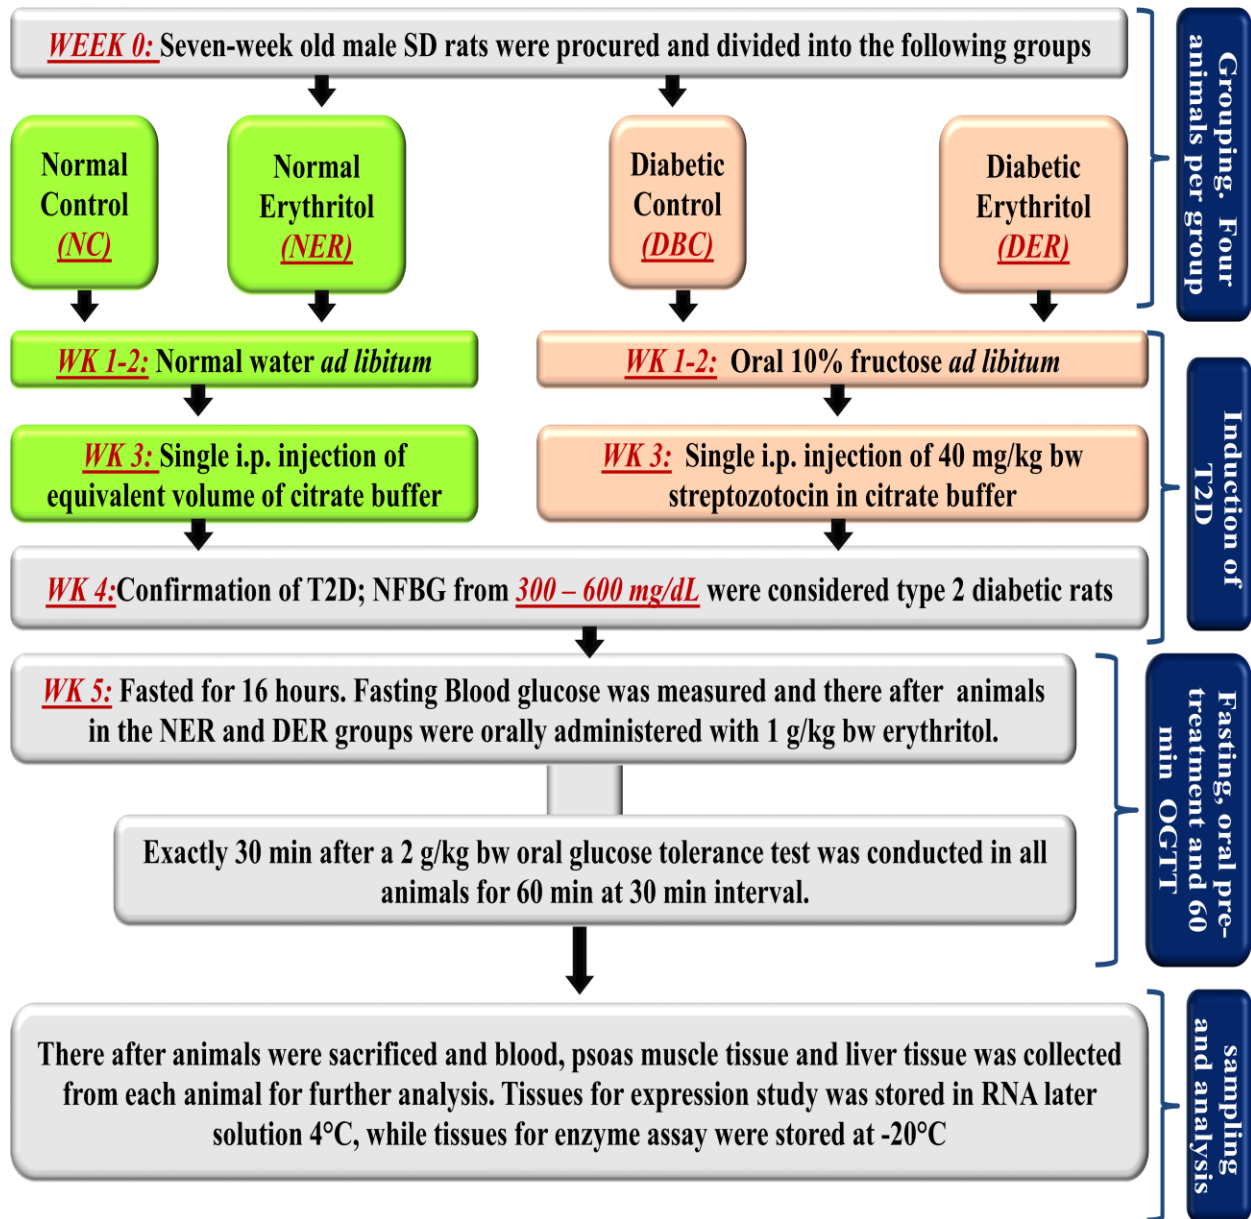 WEEK 0: Seven-week old male SD rats were procured and divided into the following groups
Grouping. Four
animals per group
Normal
Control
(NC)
Normal
Erythritol
(NER)
Diabetic
Control
(DBC)
Diabetic
Erythritol
(DER)
WK 1-2: Normal water ad libitum
WK 1-2: Oral 10% fructose ad libitum
Induction of
T2D
WK 3: Single i.p. injection of
equivalent volume of citrate buffer
WK 3: Single i.p. injection of 40 mg/kg bw
streptozotocin in citrate buffer
WK 4:Confirmation of T2D; NFBG from 300 – 600 mg/dL were considered type 2 diabetic rats
WK 5: Fasted for 16 hours. Fasting Blood glucose was measured and there after animals
in the NER and DER groups were orally administered with 1 g/kg bw erythritol.
Fasting, oral pre-
treatment and 60
min OGTT
Exactly 30 min after a 2 g/kg bw oral glucose tolerance test was conducted in all
animals for 60 min at 30 min interval.
There after animals were sacrificed and blood, psoas muscle tissue and liver tissue was collected
from each animal for further analysis. Tissues for expression study was stored in RNA later
solution 4°C, while tissues for enzyme assay were stored at -20°C
sampling
and analysis